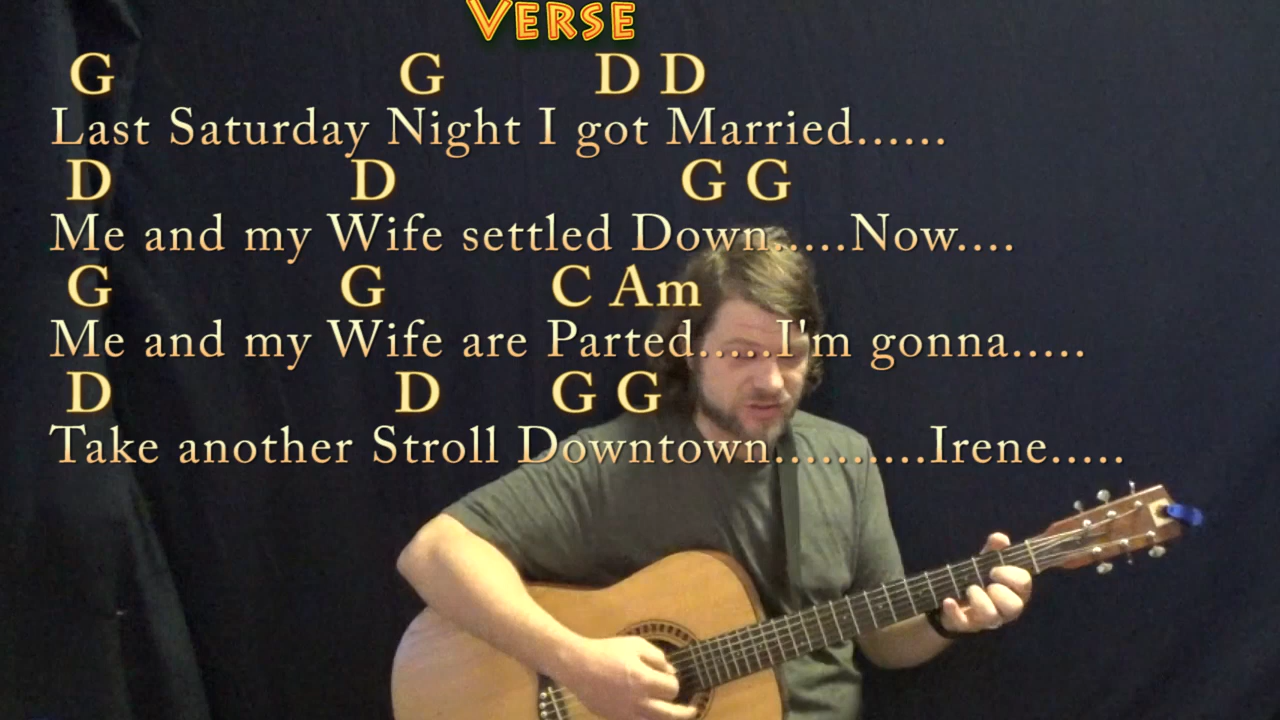 VERSE
G G D D
Last Saturday Night I got Married......
D D G G
Me and my Wife settled Down.....Now....
G G C Am
Me and my Wife are Parted.....I'm gonna.....
D D G G
Take another Stroll Downtown..........Irene.....